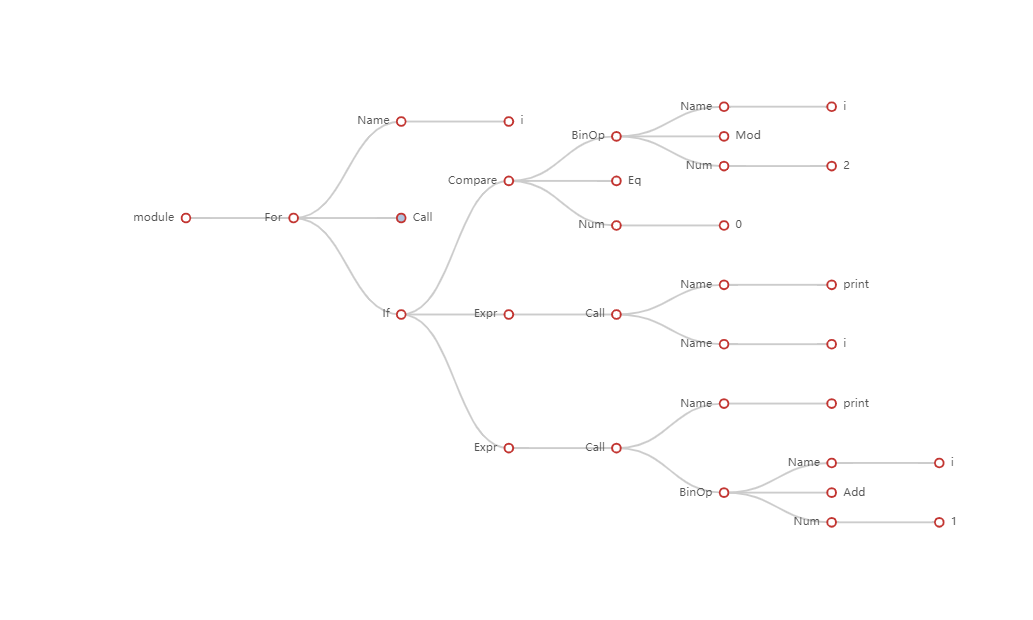 Name i
Mod
Num 2
BinOp
Compare
Eq
Num 0
Name i
module
For
Call
If
Expr
Call
Name print
Name i
Expr
Call
Name print
BinOp
Name i
Add
Num 1